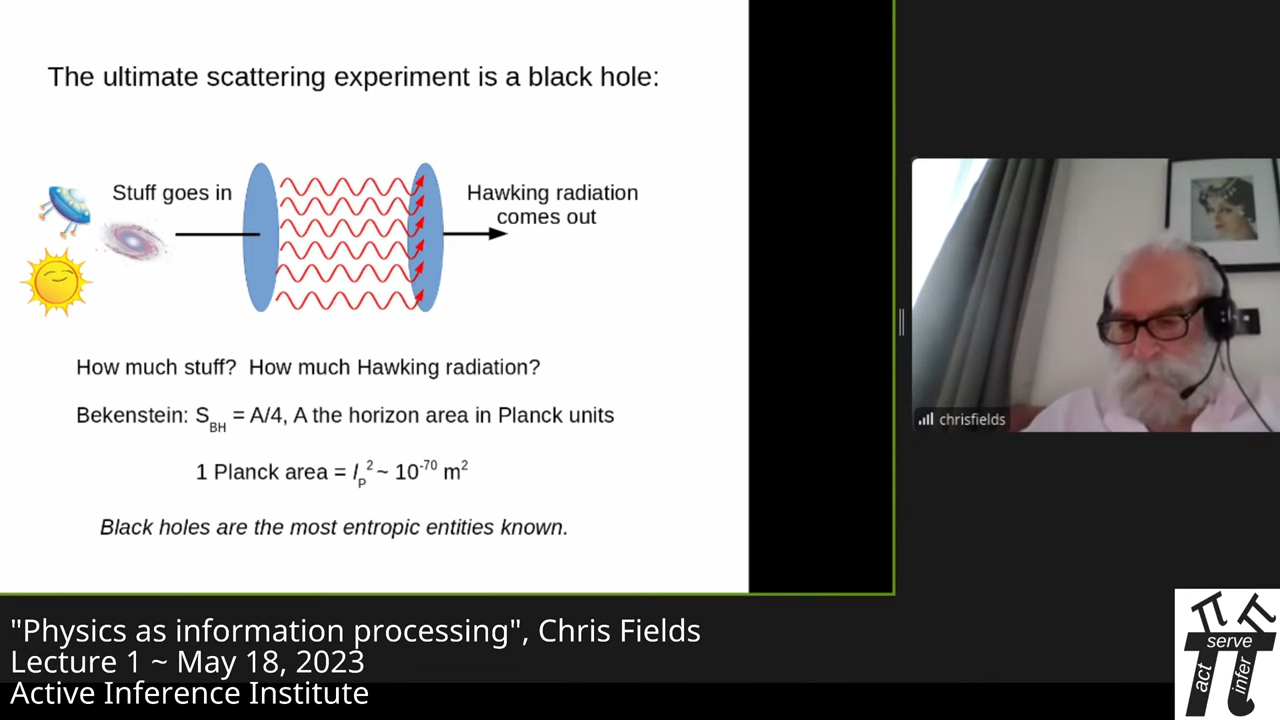 The ultimate scattering experiment is a black hole:
Stuff goes in
Hawking radiation
comes out
How much stuff?  How much Hawking radiation?
Bekenstein: S_BH = A/4, A the horizon area in Planck units
1 Planck area = l_P^2 ~ 10^-70 m^2
Black holes are the most entropic entities known.
chrisfields
"Physics as information processing", Chris Fields
Lecture 1 ~ May 18, 2023
Active Inference Institute
serve
act
infer